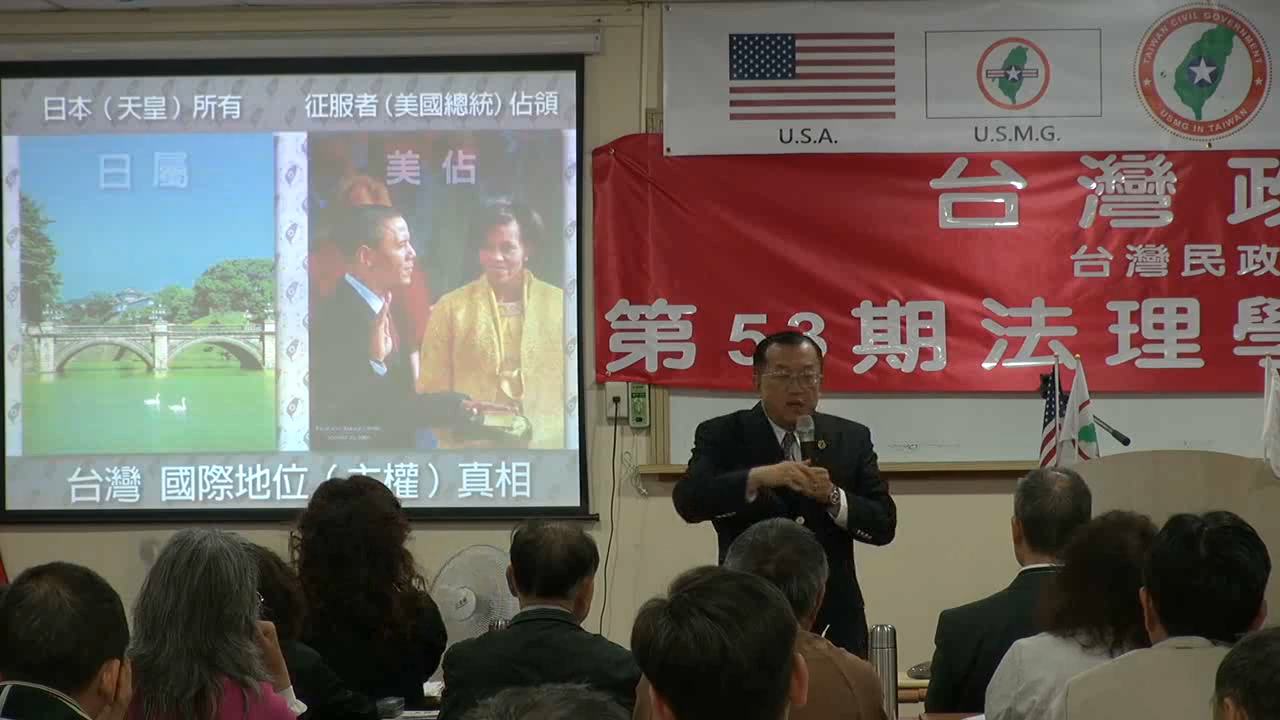 日本（天皇）所有
征服者（美國總統）佔領
日屬
美佔
台灣 國際地位（主權）真相
U.S.A.
U.S.M.G.
TAIWAN CIVIL GOVERNMENT
USMG IN TAIWAN
台灣政
台灣民政
第53期法理學